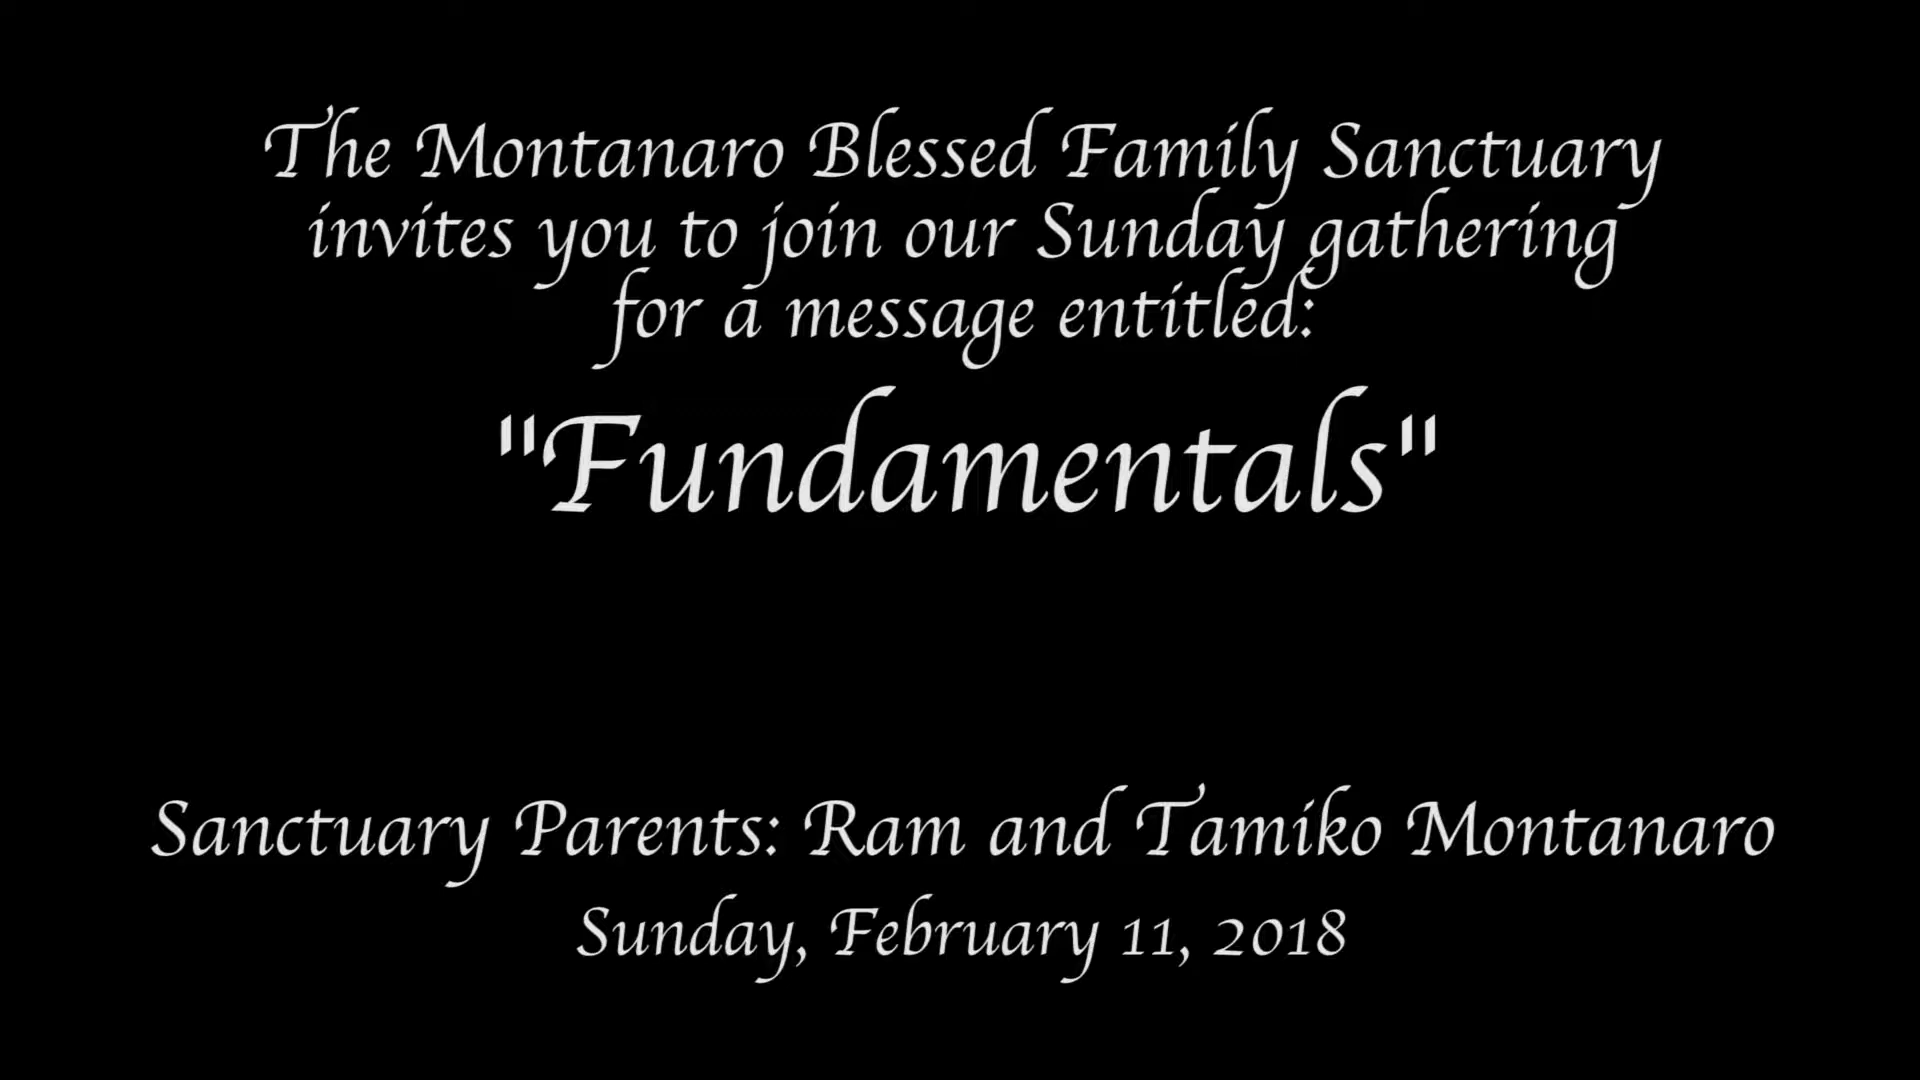 The Montanaro Blessed Family Sanctuary
invites you to join our Sunday gathering
for a message entitled:
"Fundamentals"
Sanctuary Parents: Ram and Tamiko Montanaro
Sunday, February 11, 2018